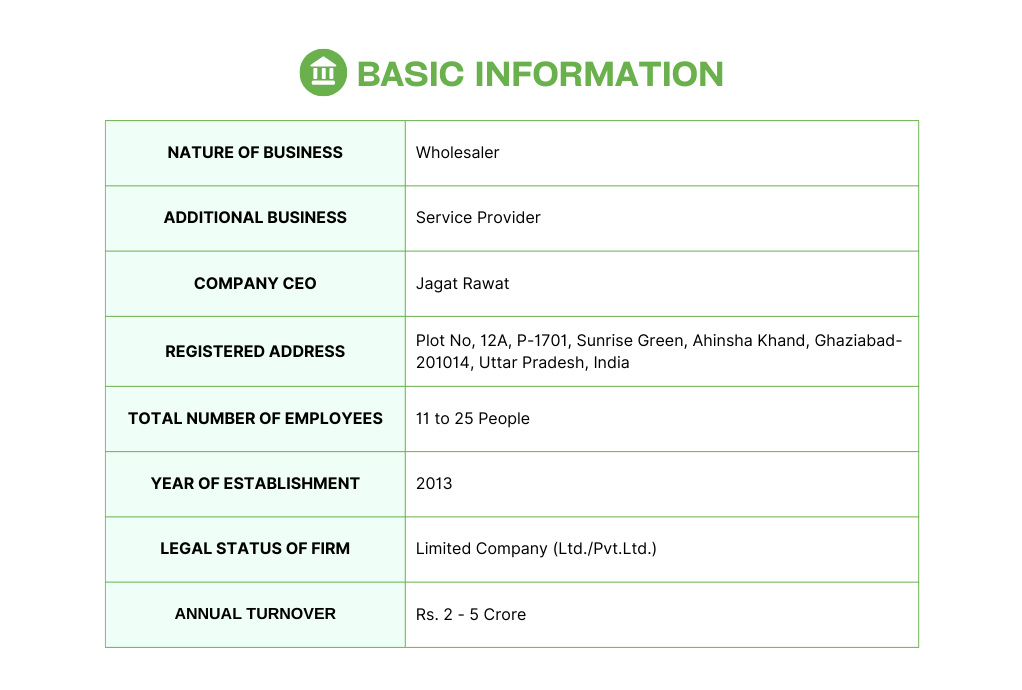 BASIC INFORMATION
NATURE OF BUSINESS
Wholesaler
ADDITIONAL BUSINESS
Service Provider
COMPANY CEO
Jagat Rawat
REGISTERED ADDRESS
Plot No, 12A, P-1701, Sunrise Green, Ahinsha Khand, Ghaziabad-
201014, Uttar Pradesh, India
TOTAL NUMBER OF EMPLOYEES
11 to 25 People
YEAR OF ESTABLISHMENT
2013
LEGAL STATUS OF FIRM
Limited Company (Ltd./Pvt.Ltd.)
ANNUAL TURNOVER
Rs. 2 - 5 Crore